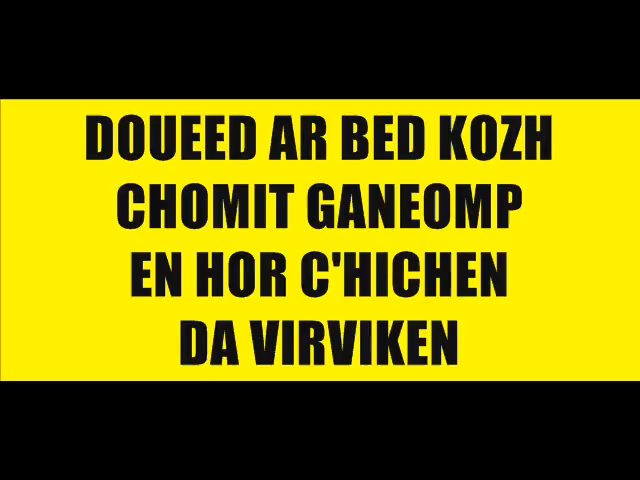 DOUEED AR BED KOZH
CHOMIT GANEOMP
EN HOR C'HICHEN
DA VIRVIKEN